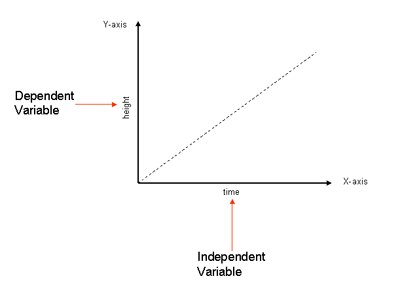 Y-axis
Dependent
Variable
height
X-axis
time
Independent
Variable